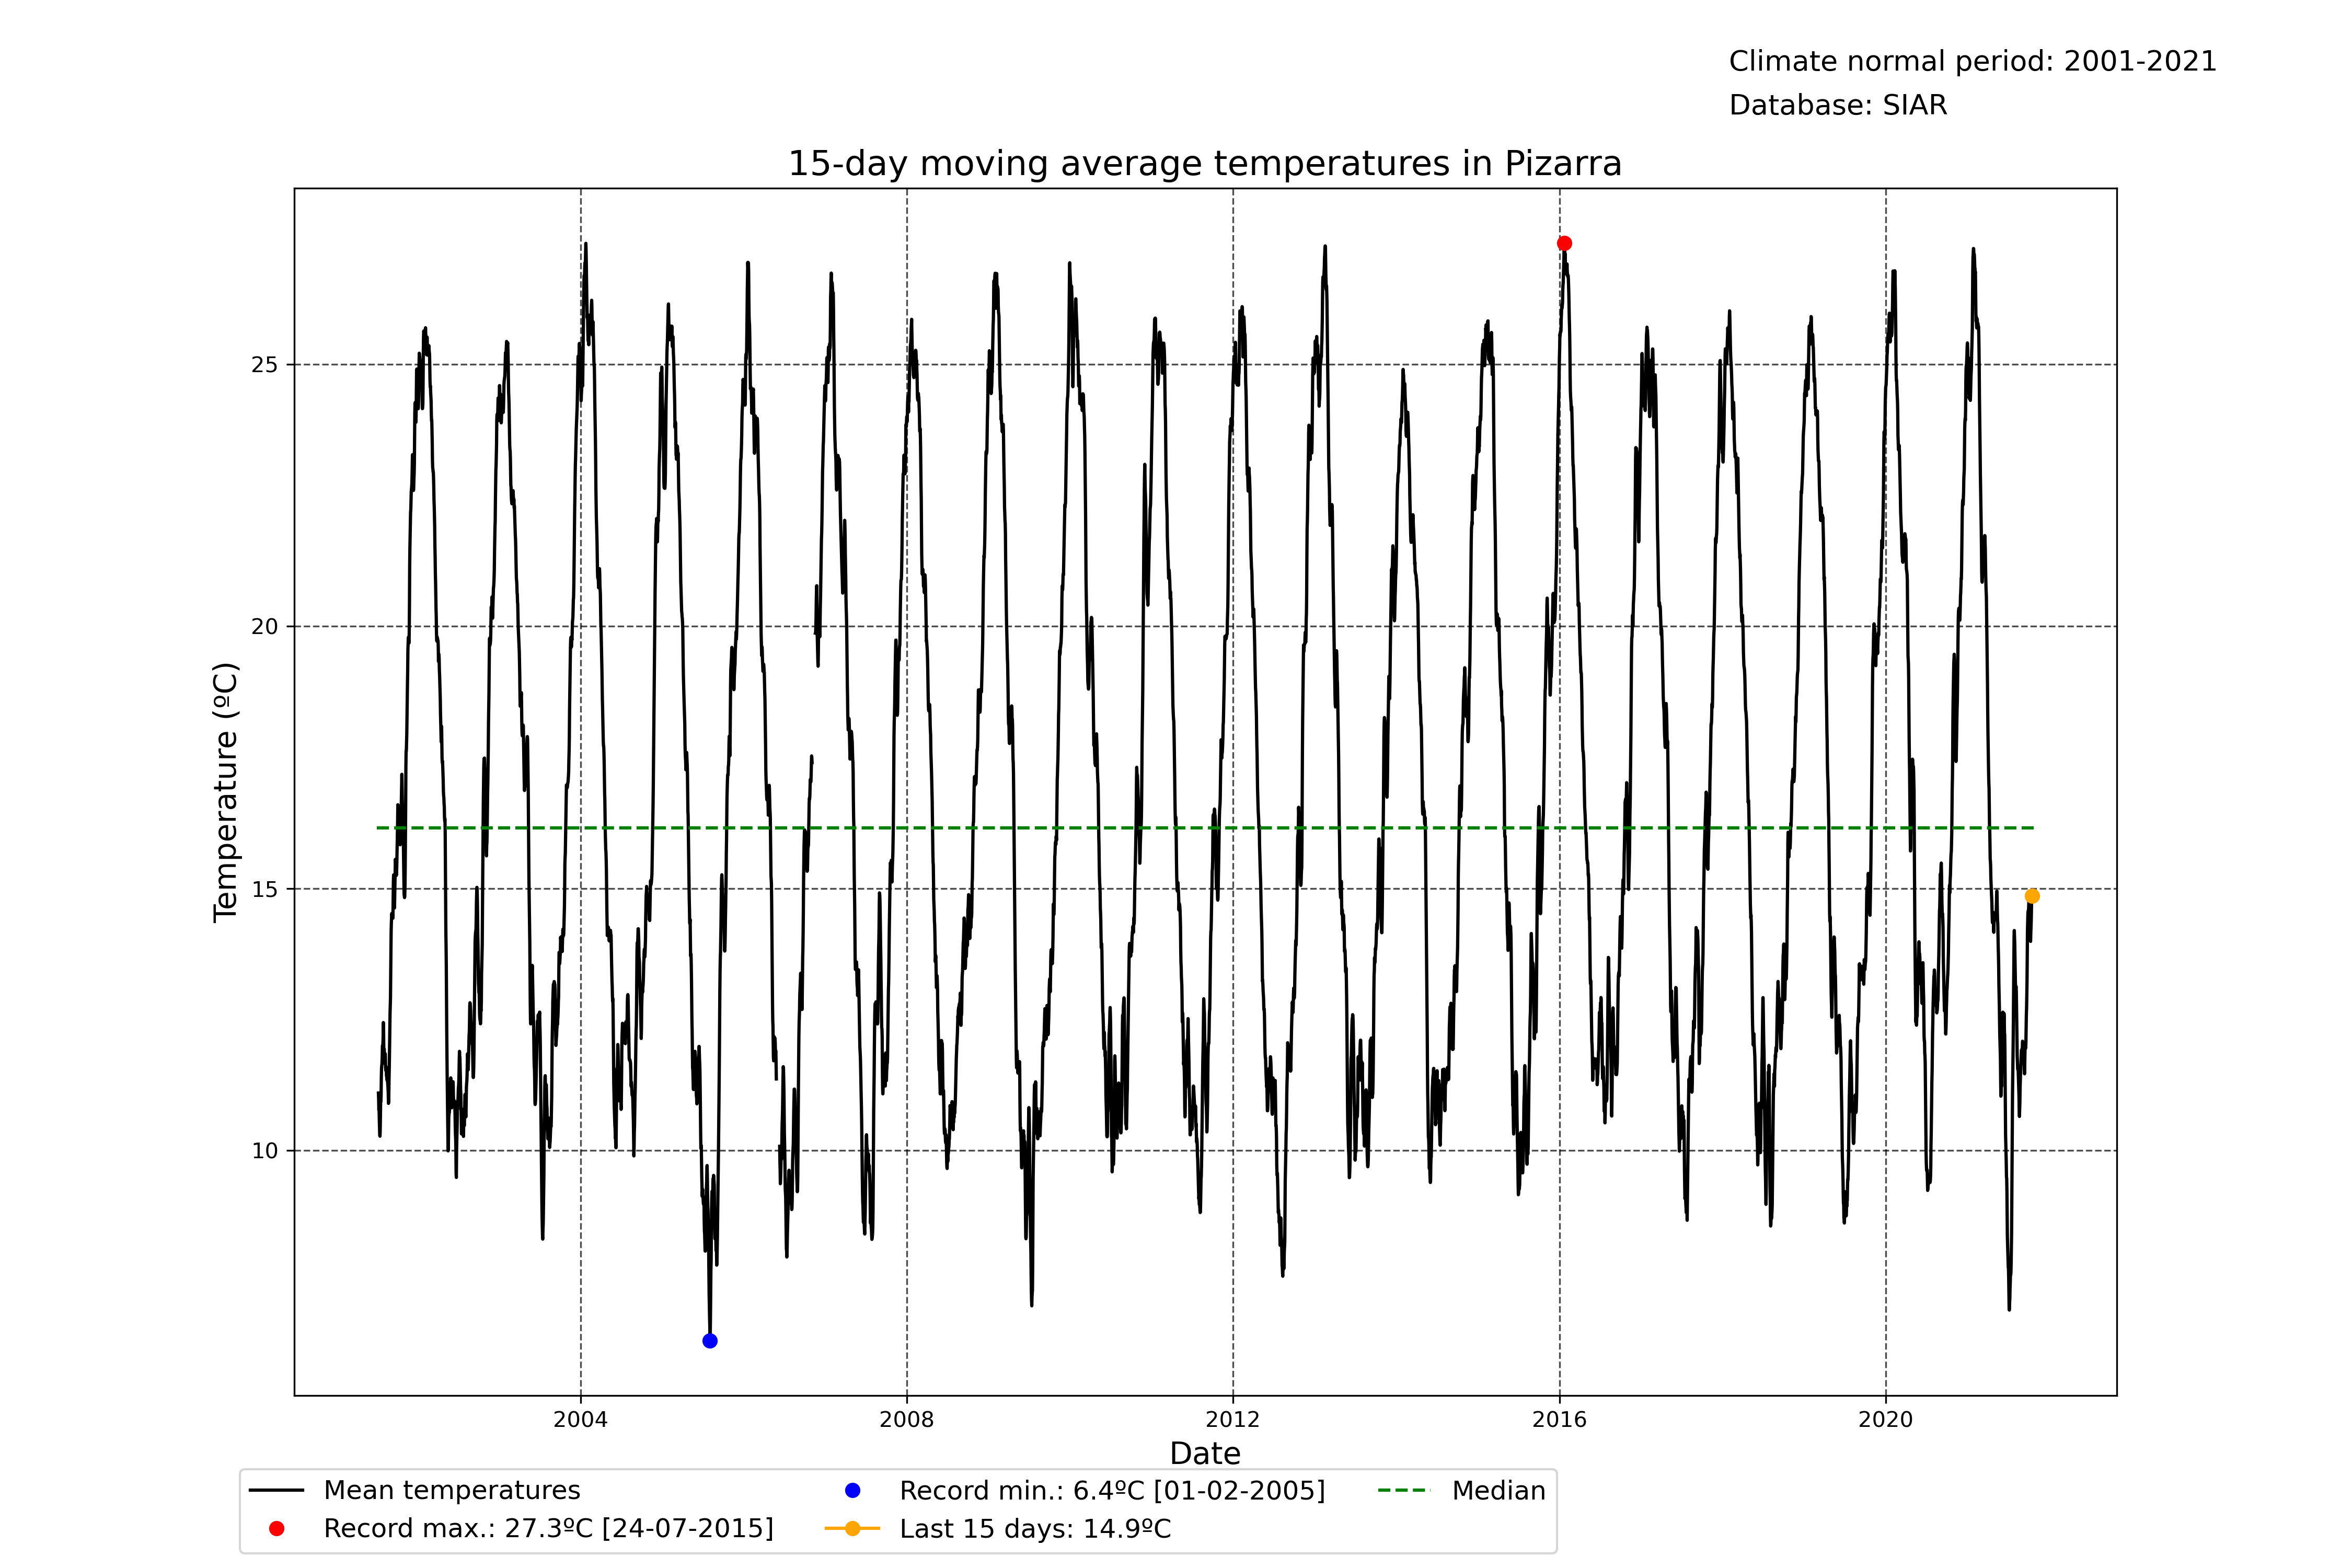 Climate normal period: 2001-2021
Database: SIAR
15-day moving average temperatures in Pizarra
Temperature (ºC)
25
20
15
10
2004
2008
2012
2016
2020
Date
Mean temperatures
Record max.: 27.3ºC [24-07-2015]
Record min.: 6.4ºC [01-02-2005]
Last 15 days: 14.9ºC
Median